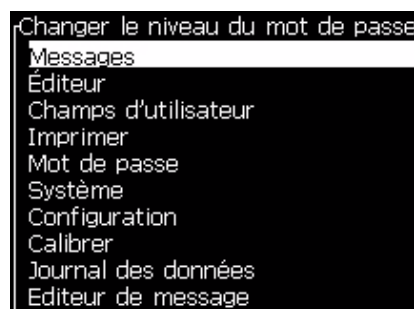 Changer le niveau du mot de passe
Messages
Éditeur
Champs d'utilisateur
Imprimer
Mot de passe
Système
Configuration
Calibrer
Journal des données
Editeur de message